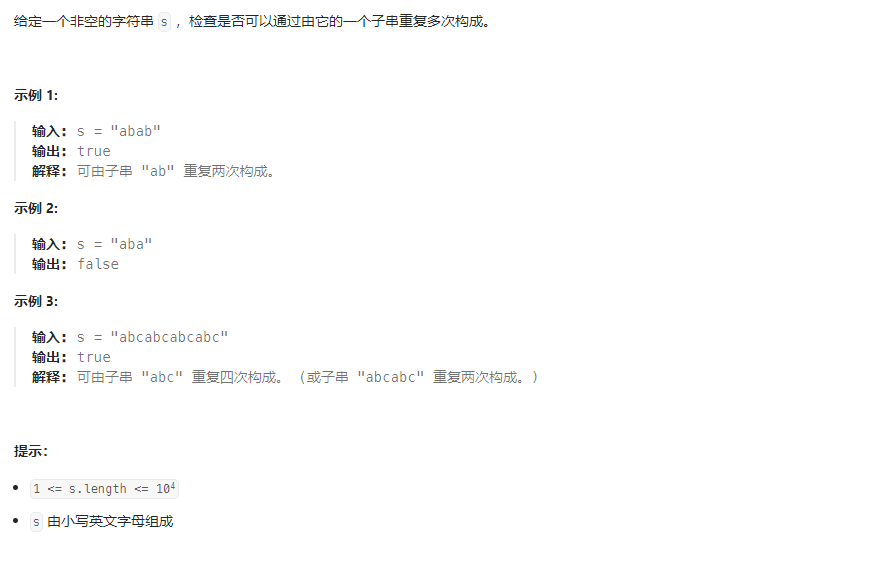 给定一个非空的字符串 s ，检查是否可以通过由它的一个子串重复多次构成。
示例 1:
输入: s = "abab"
输出: true
解释: 可由子串 "ab" 重复两次构成。
示例 2:
输入: s = "aba"
输出: false
示例 3:
输入: s = "abcabcabcabc"
输出: true
解释: 可由子串 "abc" 重复四次构成。 (或子串 "abcabc" 重复两次构成。)
提示：
1 <= s.length <= 10⁴
s 由小写英文字母组成